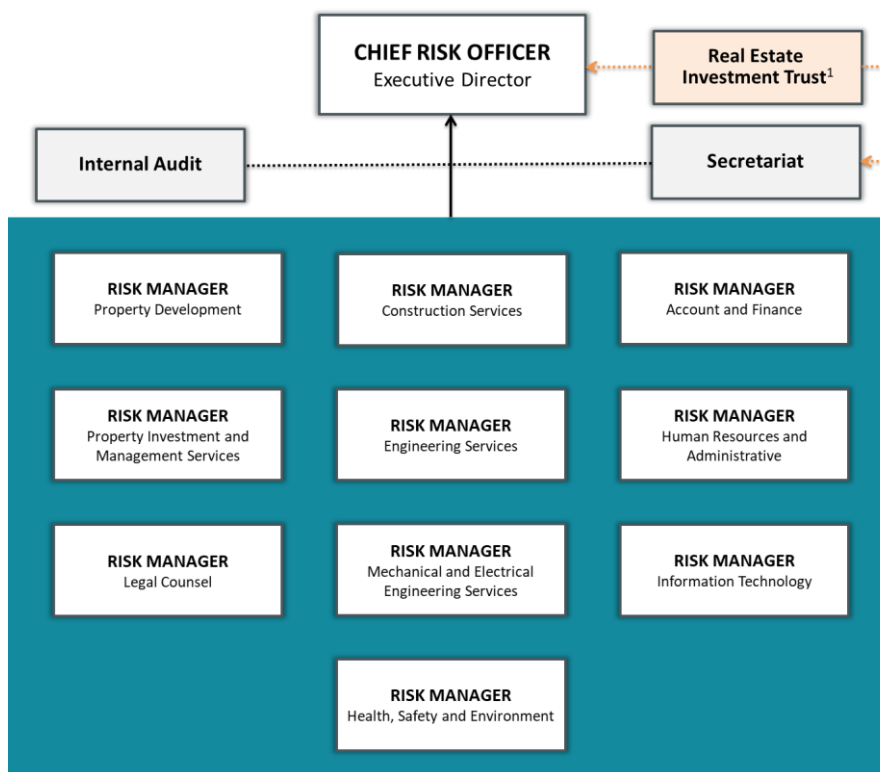 CHIEF RISK OFFICER
Executive Director
Real Estate
Investment Trust¹
Internal Audit
Secretariat
RISK MANAGER
Property Development
RISK MANAGER
Construction Services
RISK MANAGER
Account and Finance
RISK MANAGER
Property Investment and
Management Services
RISK MANAGER
Engineering Services
RISK MANAGER
Human Resources and
Administrative
RISK MANAGER
Legal Counsel
RISK MANAGER
Mechanical and Electrical
Engineering Services
RISK MANAGER
Information Technology
RISK MANAGER
Health, Safety and Environment